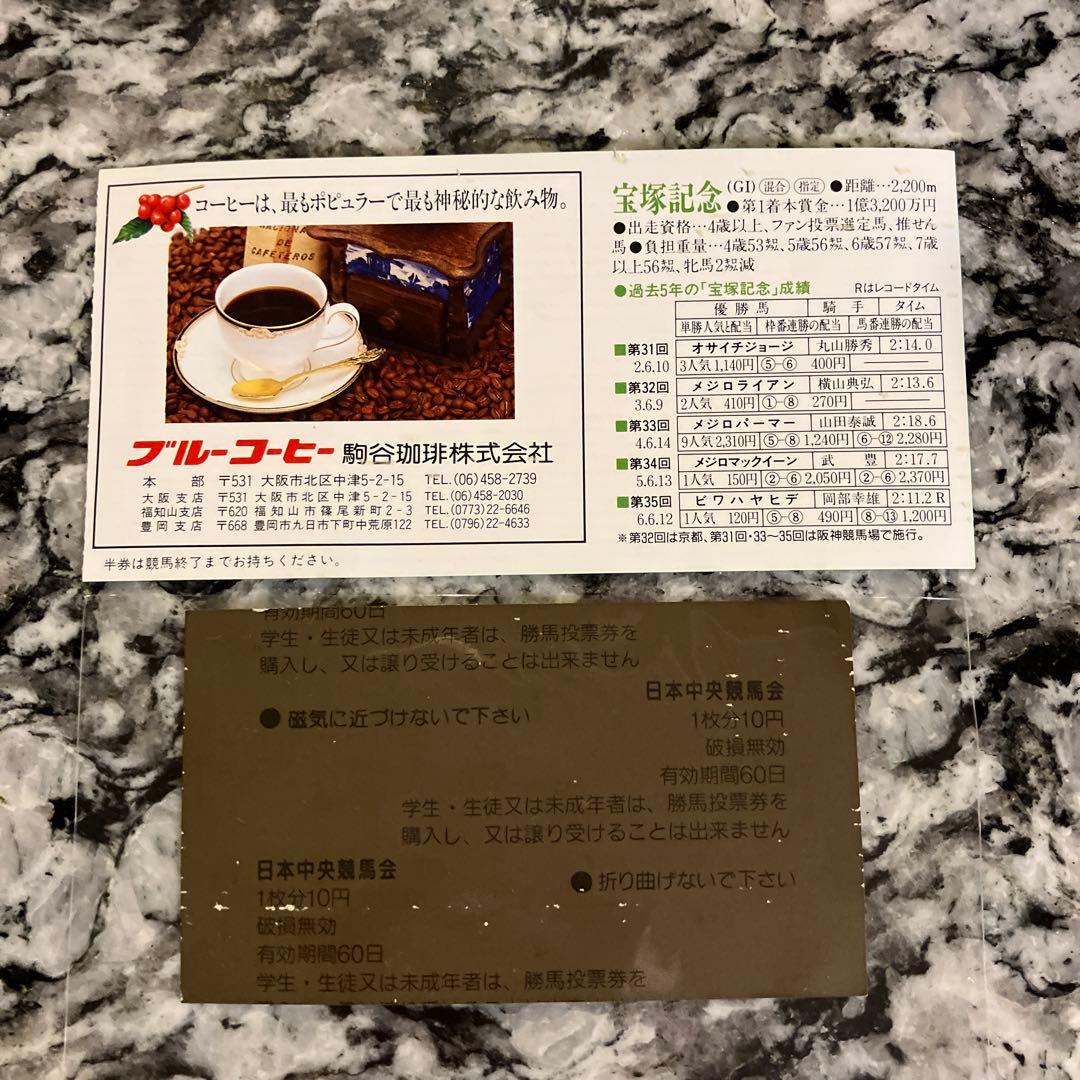 コーヒーは、最もポピュラーで最も神秘的な飲み物。
DE
CAFETEROS
ブルーコーヒー 駒谷珈琲株式会社
本部 〒531 大阪市北区中津5-2-15 TEL.(06)458-2739
大阪支店 〒531 大阪市北区中津5-2-15 TEL.(06)458-2030
福知山支店 〒620 福知山市篠尾新町2-3 TEL.(0773)22-6646
豊岡支店 〒668 豊岡市九日市下町中荒原122 TEL.(0796)22-4633
半券は競馬終了までお持ちください。
宝塚記念 (GI) 混合 指定 ●距離…2,200m
●第1着本賞金…1億3,200万円
●出走資格…4歳以上、ファン投票選定馬、推せん
馬●負担重量…4歳53㌔、5歳56㌔、6歳57㌔、7歳
以上56㌔、牝馬2㌔減
●過去5年の「宝塚記念」成績 Rはレコードタイム
優勝馬 騎手 タイム
単勝人気と配当 枠番連勝の配当 馬番連勝の配当
■第31回 オサイチジョージ 丸山勝秀 2:14.0
2.6.10 3人気 1,140円 ⑤-⑥ 400円 ――
■第32回 メジロライアン 横山典弘 2:13.6
3.6.9 2人気 410円 ①-⑧ 270円 ――
■第33回 メジロパーマー 山田泰誠 2:18.6
4.6.14 9人気 2,310円 ⑤-⑧ 1,240円 ⑥-⑫ 2,280円
■第34回 メジロマックイーン 武豊 2:17.7
5.6.13 1人気 150円 ②-⑥ 2,050円 ②-⑥ 2,370円
■第35回 ビワハヤヒデ 岡部幸雄 2:11.2 R
6.6.12 1人気 120円 ⑤-⑧ 490円 ⑧-⑬ 1,200円
※第32回は京都、第31回・33〜35回は阪神競馬場で施行。
有効期間60日
学生・生徒又は未成年者は、勝馬投票券を
購入し、又は譲り受けることは出来ません
日本中央競馬会
●磁気に近づけないで下さい
1枚分10円
破損無効
有効期間60日
学生・生徒又は未成年者は、勝馬投票券を
購入し、又は譲り受けることは出来ません
日本中央競馬会
●折り曲げないで下さい
1枚分10円
破損無効
有効期間60日
学生・生徒又は未成年者は、勝馬投票券を